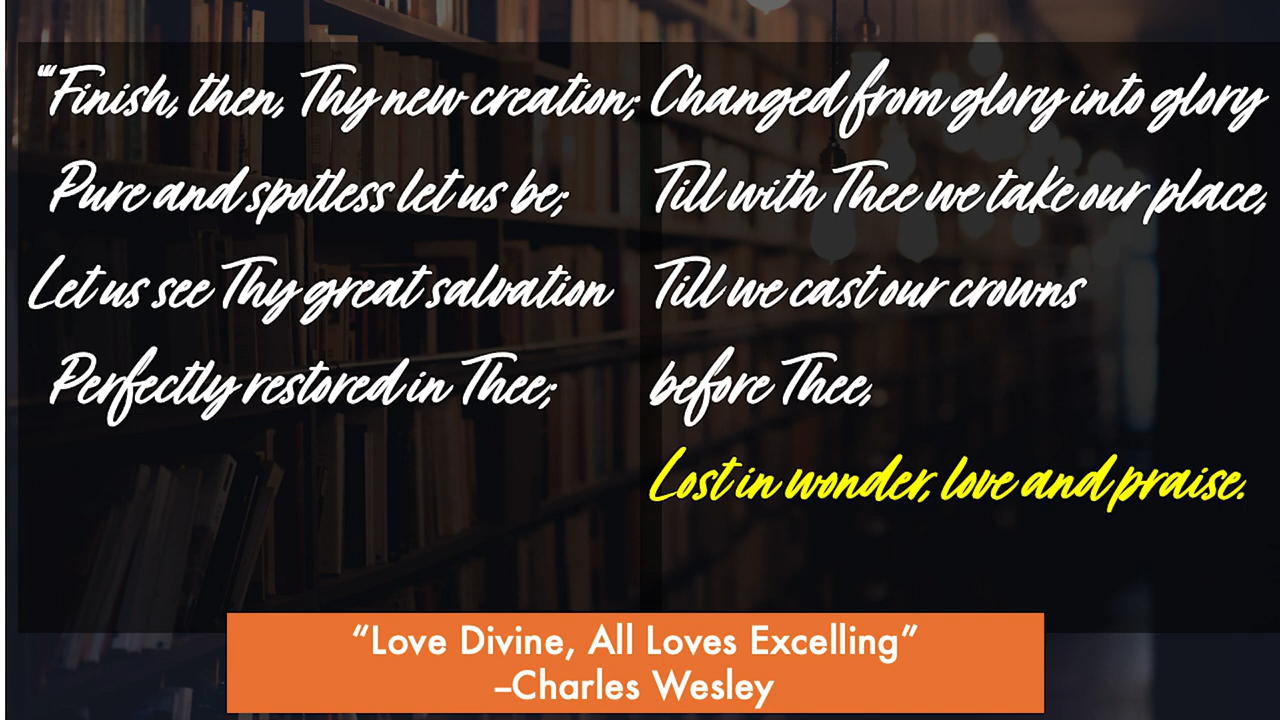 “‘Finish, then, Thy new creation;
Pure and spotless let us be;
Let us see Thy great salvation
Perfectly restored in Thee;
Changed from glory into glory
Till with Thee we take our place,
Till we cast our crowns
before Thee,
Lost in wonder, love and praise.
“Love Divine, All Loves Excelling”
–Charles Wesley